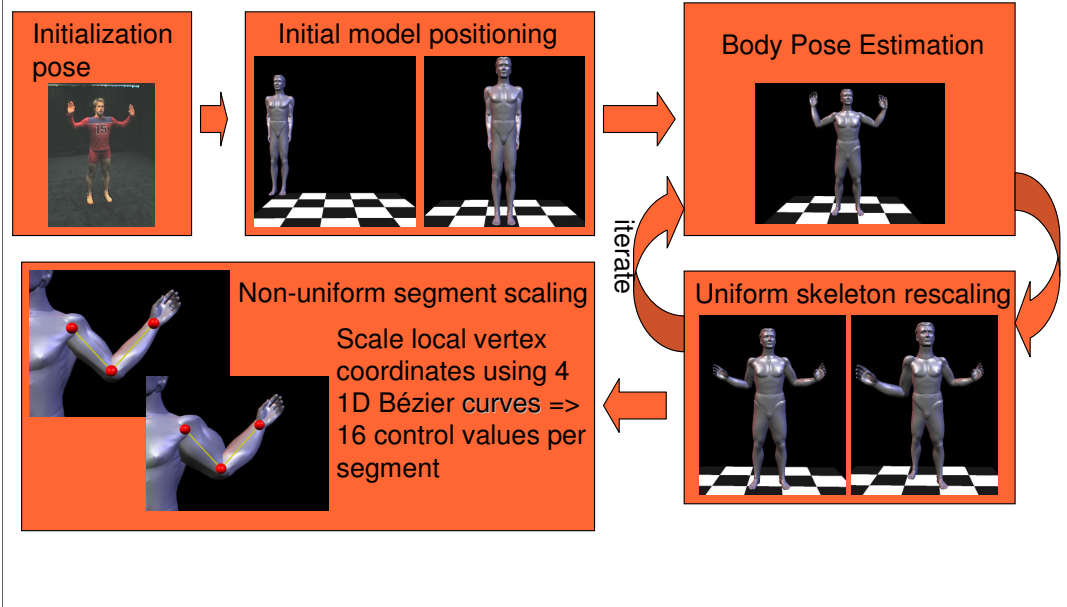 Initialization
pose
15
Initial model positioning
Body Pose Estimation
iterate
Uniform skeleton rescaling
Non-uniform segment scaling
Scale local vertex
coordinates using 4
1D Bézier curves =>
16 control values per
segment